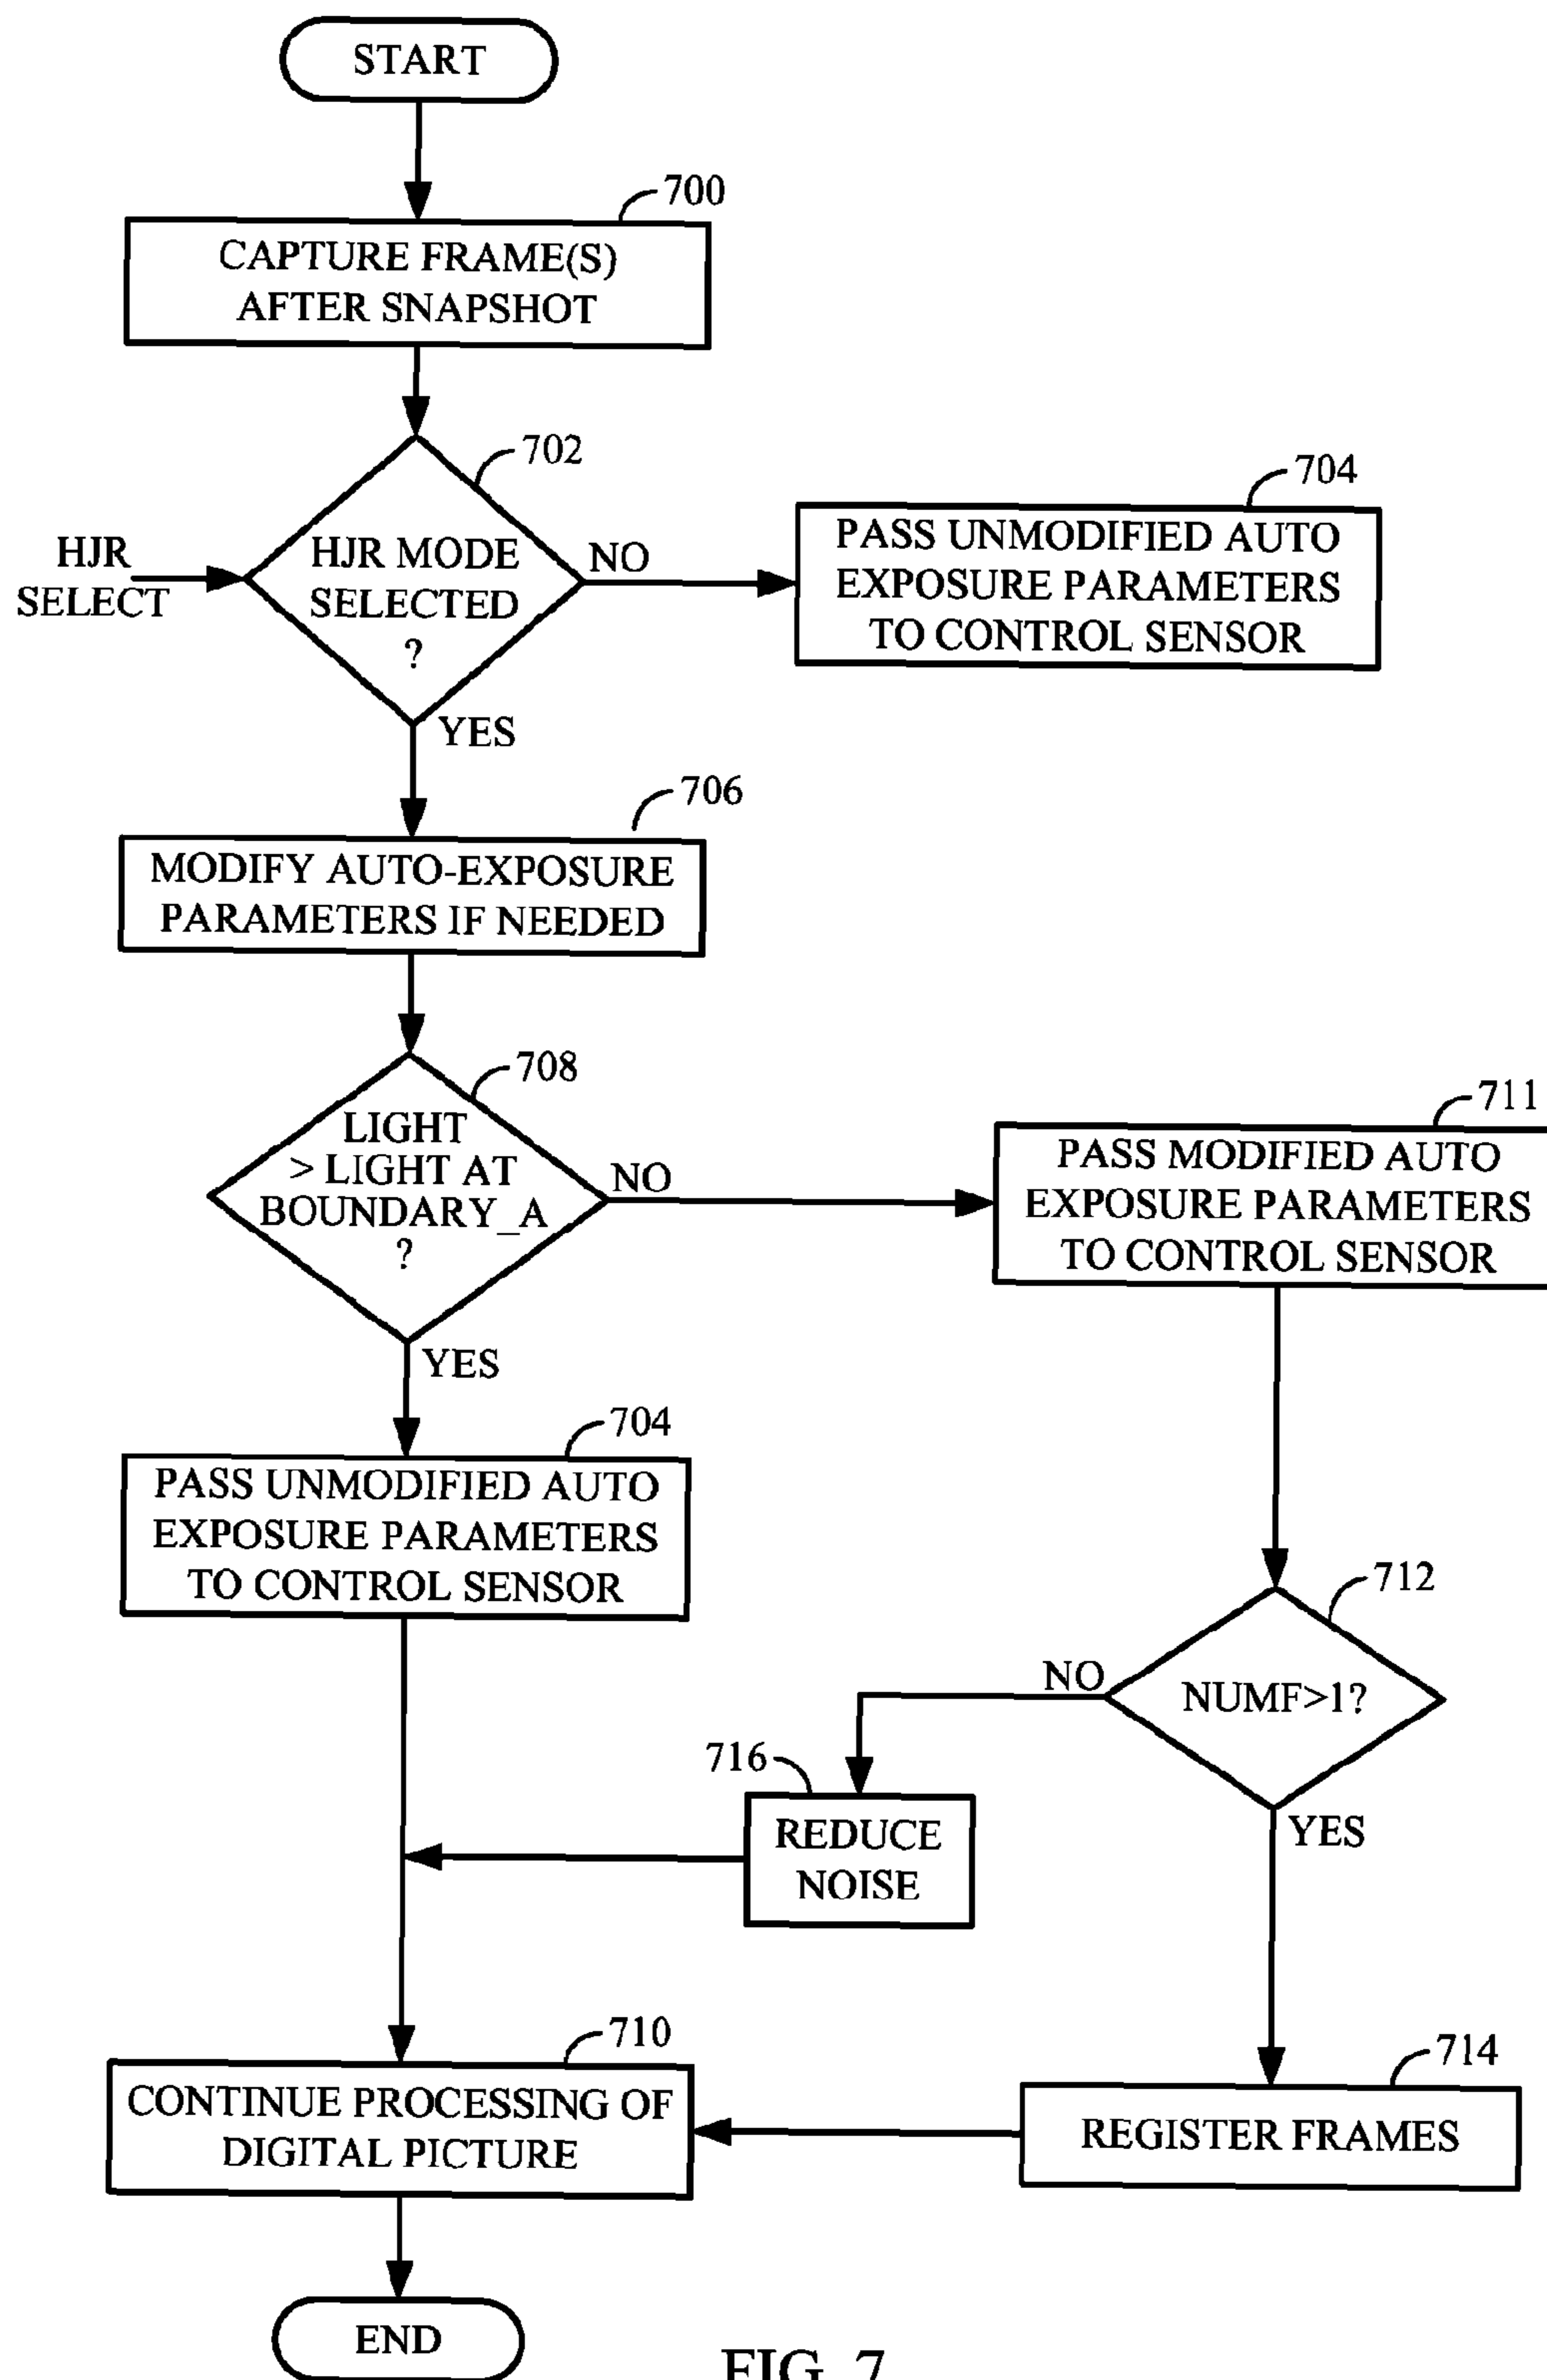 START
700
CAPTURE FRAME(S)
AFTER SNAPSHOT
702
HJR
SELECT
HJR MODE
SELECTED
?
NO
704
PASS UNMODIFIED AUTO
EXPOSURE PARAMETERS
TO CONTROL SENSOR
YES
706
MODIFY AUTO-EXPOSURE
PARAMETERS IF NEEDED
708
LIGHT
> LIGHT AT
BOUNDARY_A
?
NO
711
PASS MODIFIED AUTO
EXPOSURE PARAMETERS
TO CONTROL SENSOR
YES
704
PASS UNMODIFIED AUTO
EXPOSURE PARAMETERS
TO CONTROL SENSOR
712
NUMF>1?
NO
716
REDUCE
NOISE
YES
710
CONTINUE PROCESSING OF
DIGITAL PICTURE
714
REGISTER FRAMES
END
FIG. 7